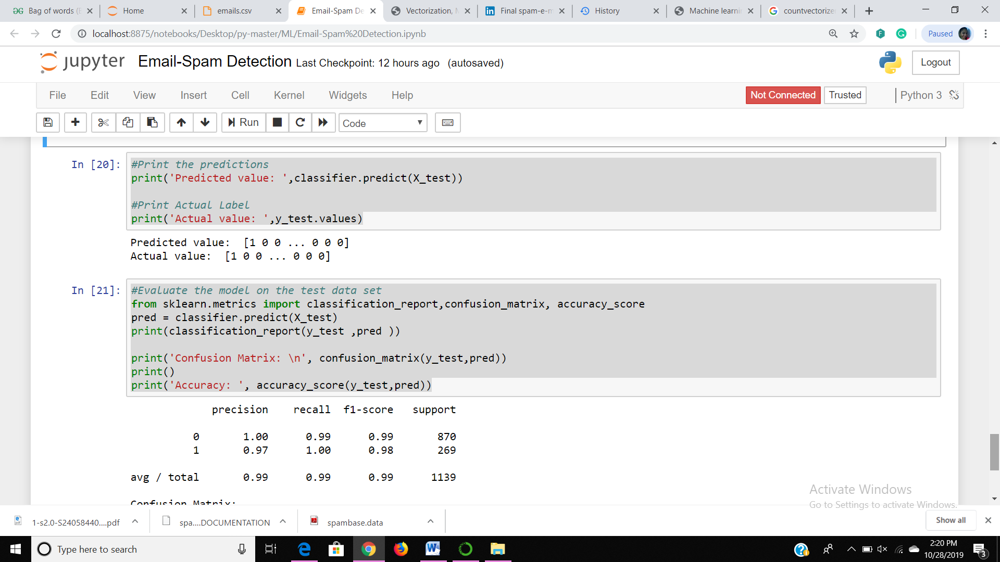 Bag of words (
Home
emails.csv
Email-Spam De
Vectorization,
Final spam-e-m
History
Machine learni
countvectorize
localhost:8875/notebooks/Desktop/py-master/ML/Email-Spam%20Detection.ipynb
Paused
jupyter Email-Spam Detection Last Checkpoint: 12 hours ago (autosaved)
Logout
File Edit View Insert Cell Kernel Widgets Help
Not Connected Trusted Python 3
Run Code
In [20]:
#Print the predictions
print('Predicted value: ',classifier.predict(X_test))
#Print Actual Label
print('Actual value: ',y_test.values)
Predicted value:  [1 0 0 ... 0 0 0]
Actual value:  [1 0 0 ... 0 0 0]
In [21]:
#Evaluate the model on the test data set
from sklearn.metrics import classification_report,confusion_matrix, accuracy_score
pred = classifier.predict(X_test)
print(classification_report(y_test ,pred ))
print('Confusion Matrix: \n', confusion_matrix(y_test,pred))
print()
print('Accuracy: ', accuracy_score(y_test,pred))
precision recall f1-score support
0 1.00 0.99 0.99 870
1 0.97 1.00 0.98 269
avg / total 0.99 0.99 0.99 1139
Confusion Matrix:
Activate Windows
Go to Settings to activate Windows.
1-s2.0-S24058440....pdf
spa....DOCUMENTATION
spambase.data
Show all
Type here to search
2:20 PM
10/28/2019
3